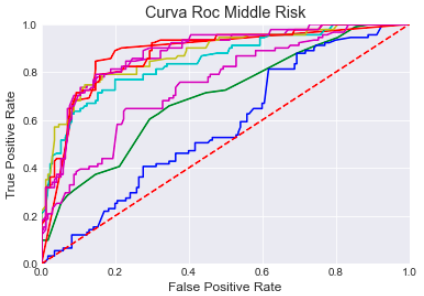 Curva Roc Middle Risk
True Positive Rate
1.0
0.8
0.6
0.4
0.2
0.0
0.0 0.2 0.4 0.6 0.8 1.0
False Positive Rate